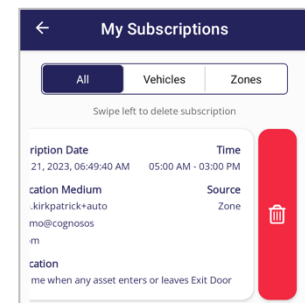 My Subscriptions
All Vehicles Zones
Swipe left to delete subscription
ription Date Time
21, 2023, 06:49:40 AM 05:00 AM - 03:00 PM
cation Medium Source
.kirkpatrick+auto Zone
mo@cognosos
om
cation
me when any asset enters or leaves Exit Door